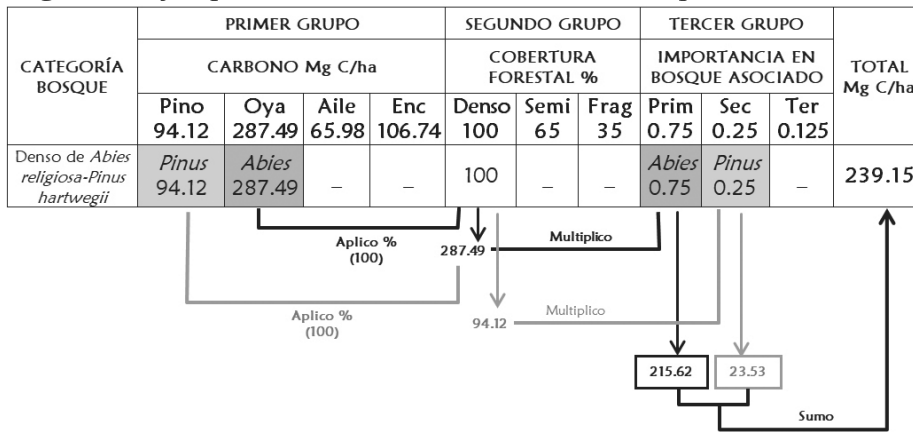 PRIMER GRUPO SEGUNDO GRUPO TERCER GRUPO
CATEGORÍA
BOSQUE
CARBONO Mg C/ha
COBERTURA
FORESTAL %
IMPORTANCIA EN
BOSQUE ASOCIADO
TOTAL
Mg C/ha
Pino Oya Aile Enc Denso Semi Frag Prim Sec Ter
94.12 287.49 65.98 106.74 100 65 35 0.75 0.25 0.125
Denso de Abies
religiosa-Pinus
hartwegii
Pinus Abies Abies Pinus
94.12 287.49 – – 100 – – 0.75 0.25 – 239.15
Aplico %
(100)
287.49
Multiplico
Aplico %
(100)
94.12
Multiplico
215.62 23.53
Sumo